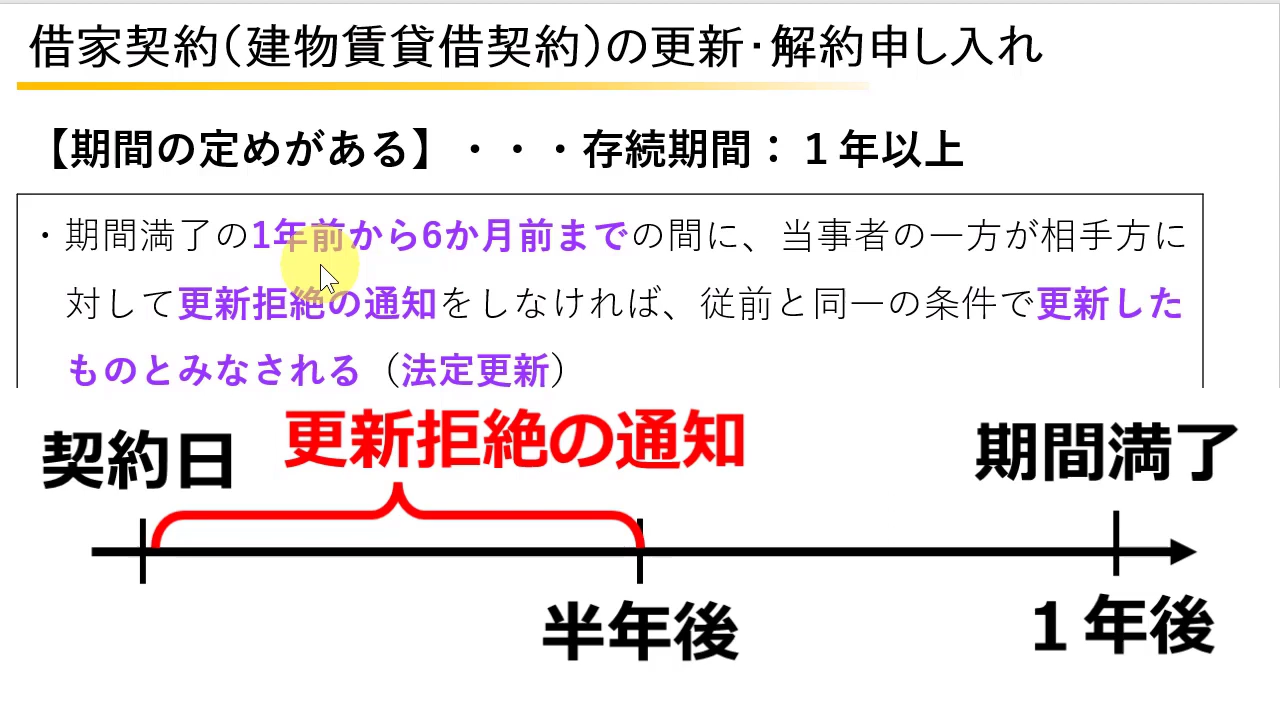 借家契約(建物賃貸借契約)の更新･解約申し入れ
【期間の定めがある】・・・存続期間：１年以上
・期間満了の1年前から6か月前までの間に、当事者の一方が相手方に
対して更新拒絶の通知をしなければ、従前と同一の条件で更新した
ものとみなされる（法定更新）
契約日
更新拒絶の通知
期間満了
半年後
１年後